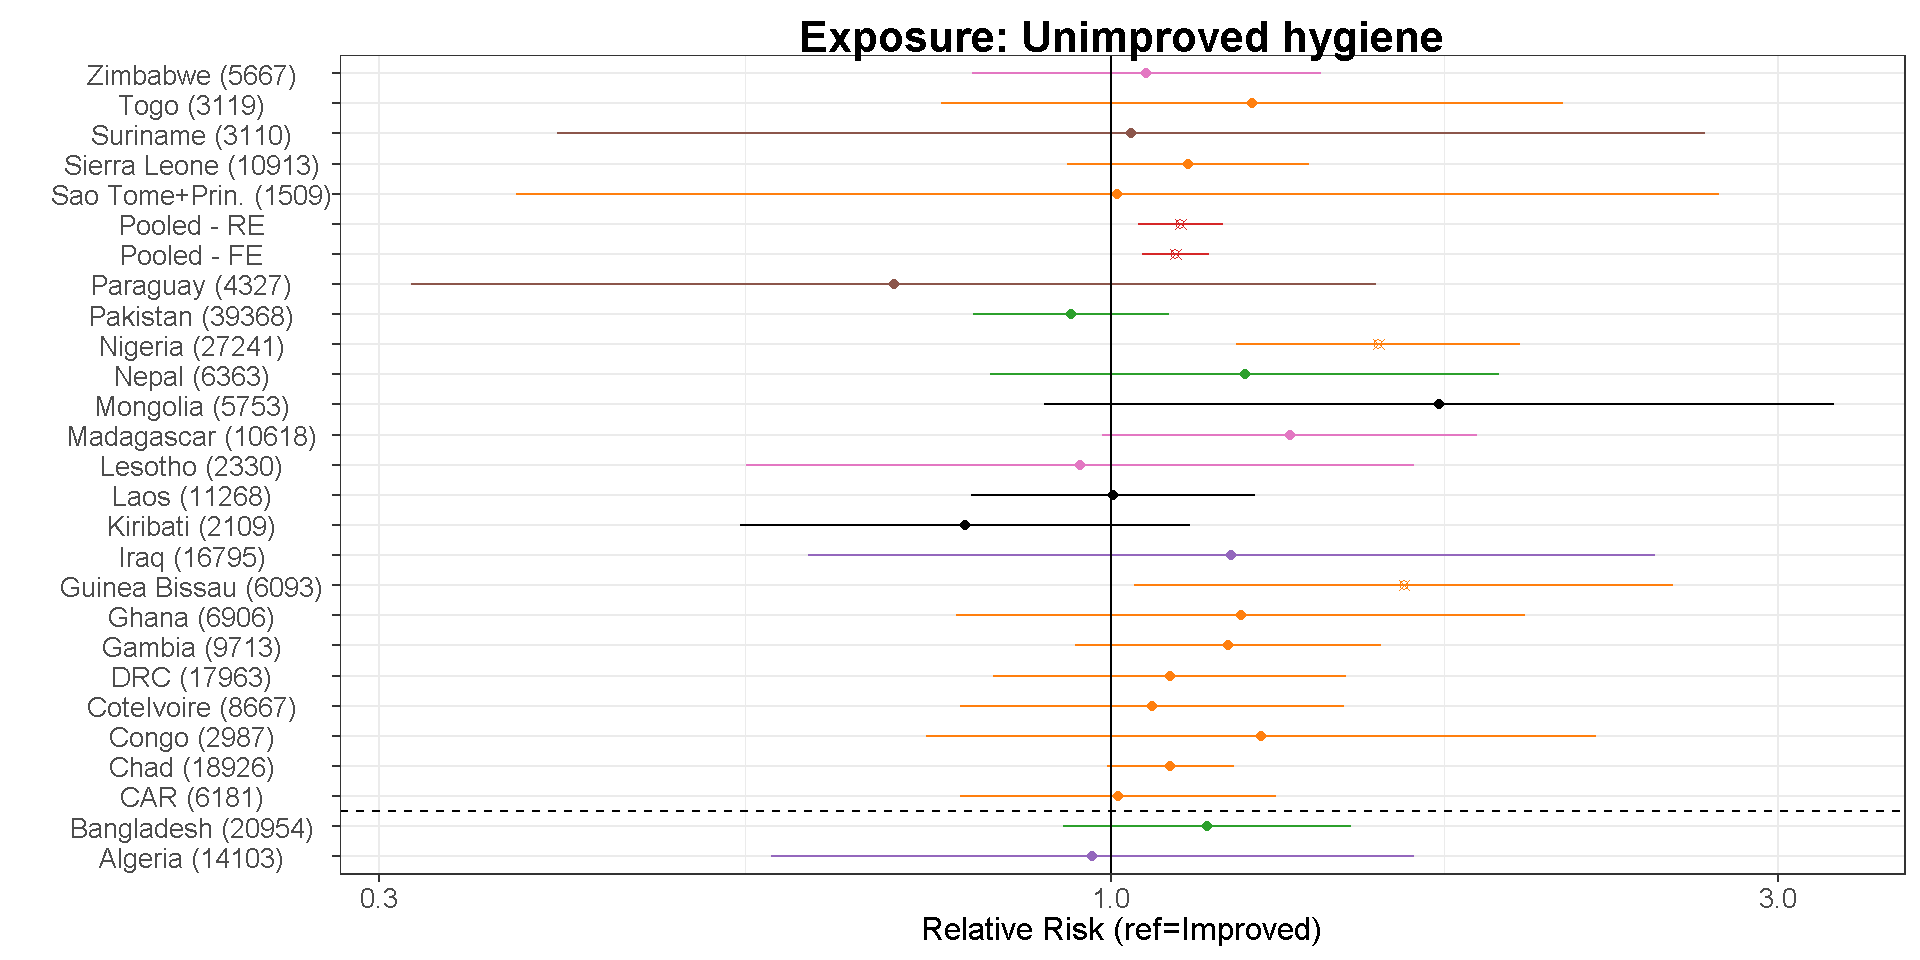 Exposure: Unimproved hygiene
Zimbabwe (5667)
Togo (3119)
Suriname (3110)
Sierra Leone (10913)
Sao Tome+Prin. (1509)
Pooled - RE
Pooled - FE
Paraguay (4327)
Pakistan (39368)
Nigeria (27241)
Nepal (6363)
Mongolia (5753)
Madagascar (10618)
Lesotho (2330)
Laos (11268)
Kiribati (2109)
Iraq (16795)
Guinea Bissau (6093)
Ghana (6906)
Gambia (9713)
DRC (17963)
CoteIvoire (8667)
Congo (2987)
Chad (18926)
CAR (6181)
Bangladesh (20954)
Algeria (14103)
0.3 1.0 3.0
Relative Risk (ref=Improved)